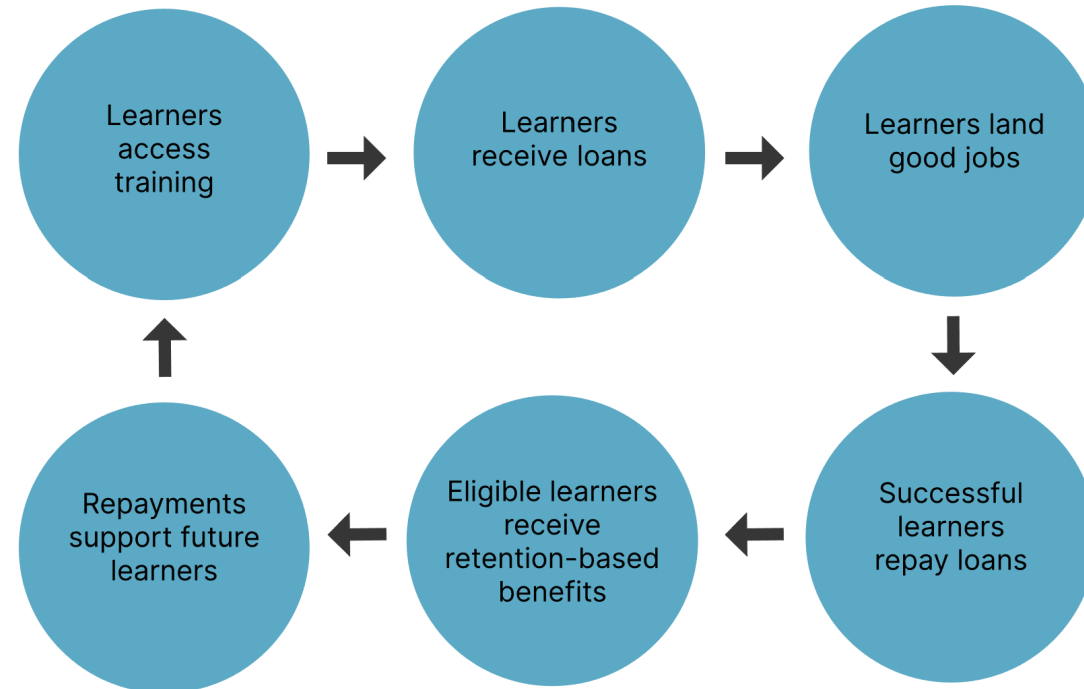 Learners
access
training
Learners
receive loans
Learners land
good jobs
Successful
learners
repay loans
Eligible learners
receive
retention-based
benefits
Repayments
support future
learners